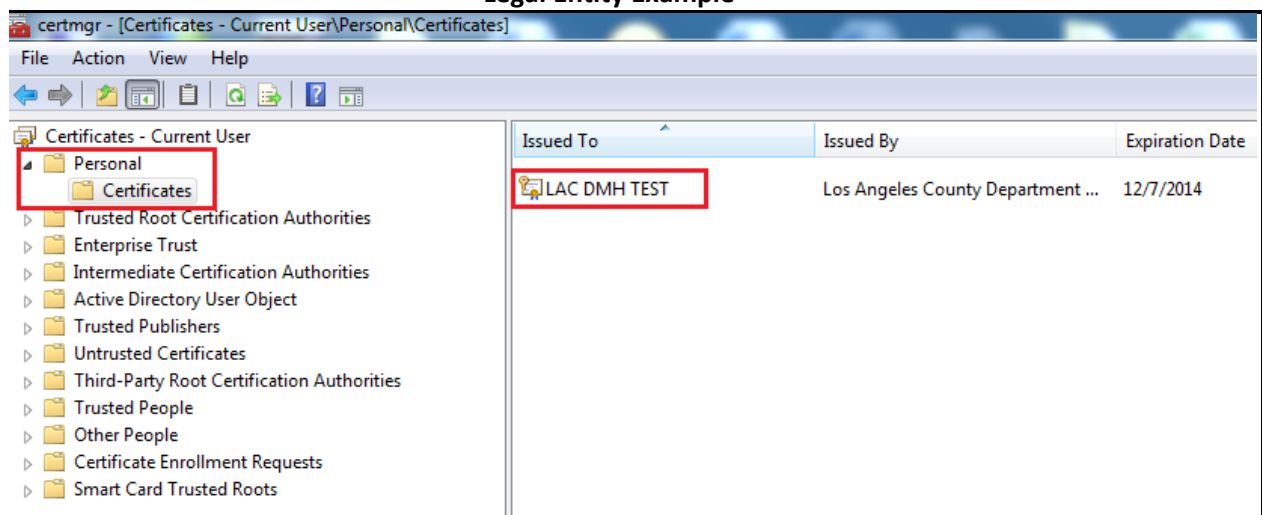 Legal Entity Example
certmgr - [Certificates - Current User\Personal\Certificates]
File Action View Help
Certificates - Current User
Personal
Certificates
Trusted Root Certification Authorities
Enterprise Trust
Intermediate Certification Authorities
Active Directory User Object
Trusted Publishers
Untrusted Certificates
Third-Party Root Certification Authorities
Trusted People
Other People
Certificate Enrollment Requests
Smart Card Trusted Roots
Issued To Issued By Expiration Date
LAC DMH TEST Los Angeles County Department ... 12/7/2014